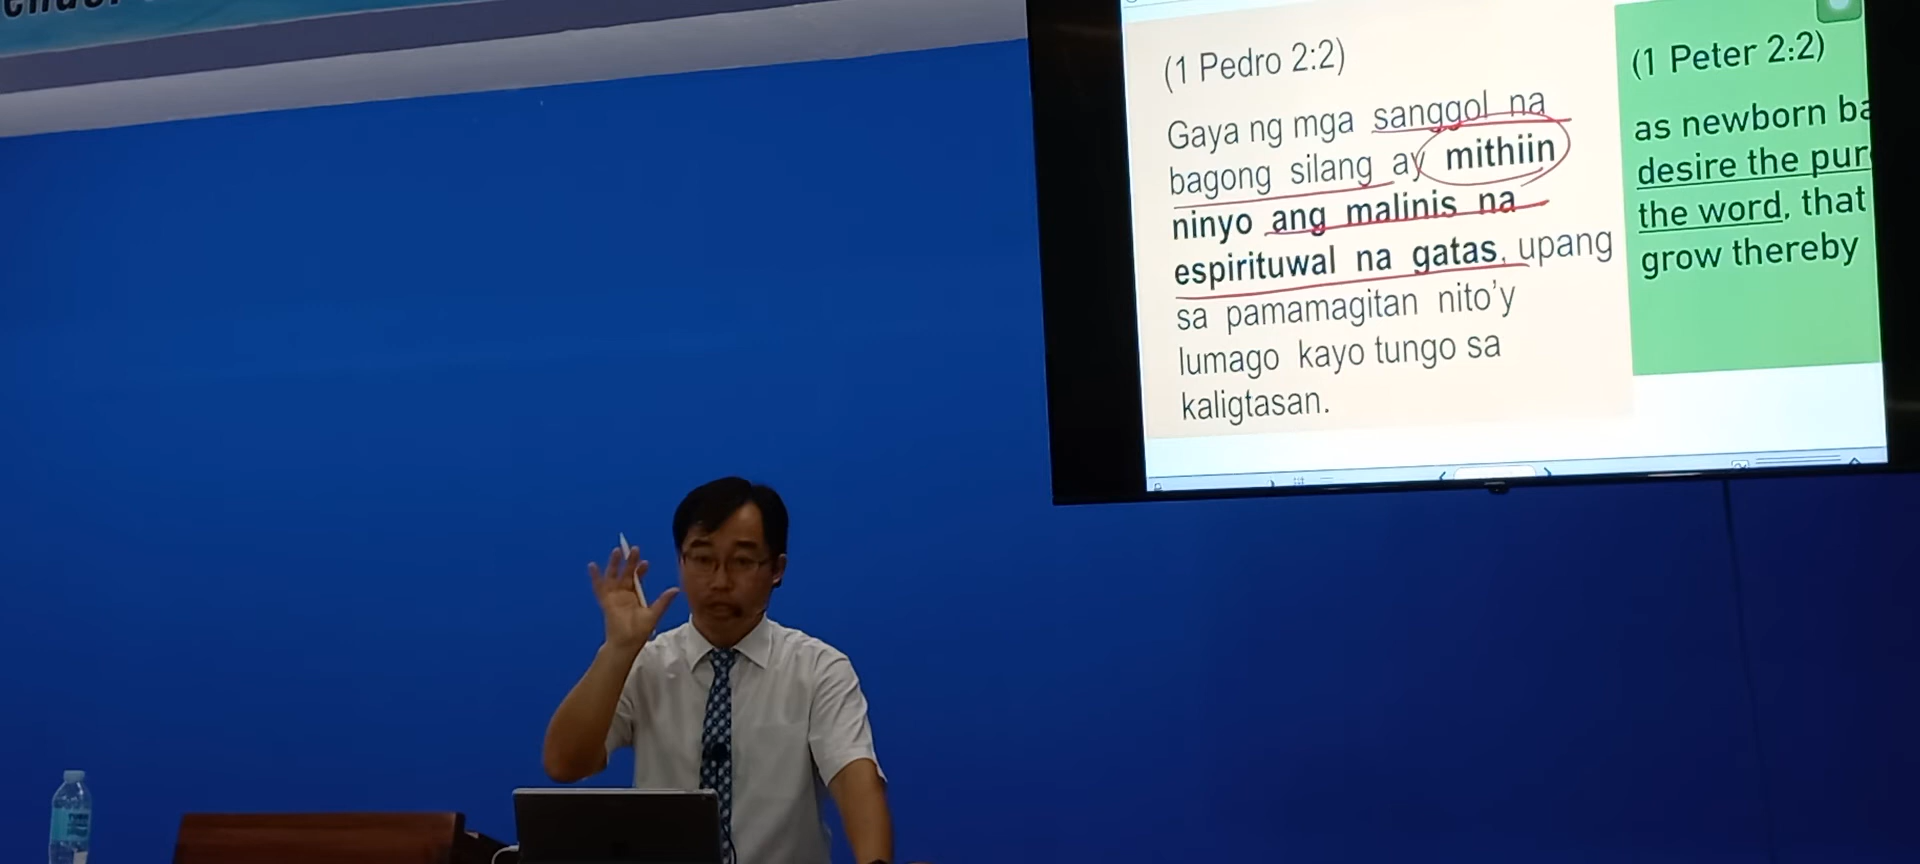 (1 Pedro 2:2)
Gaya ng mga sanggol na
bagong silang ay mithiin
ninyo ang malinis na
espirituwal na gatas, upang
sa pamamagitan nito'y
lumago kayo tungo sa
kaligtasan.
(1 Peter 2:2)
as newborn ba
desire the pur
the word, that
grow thereby